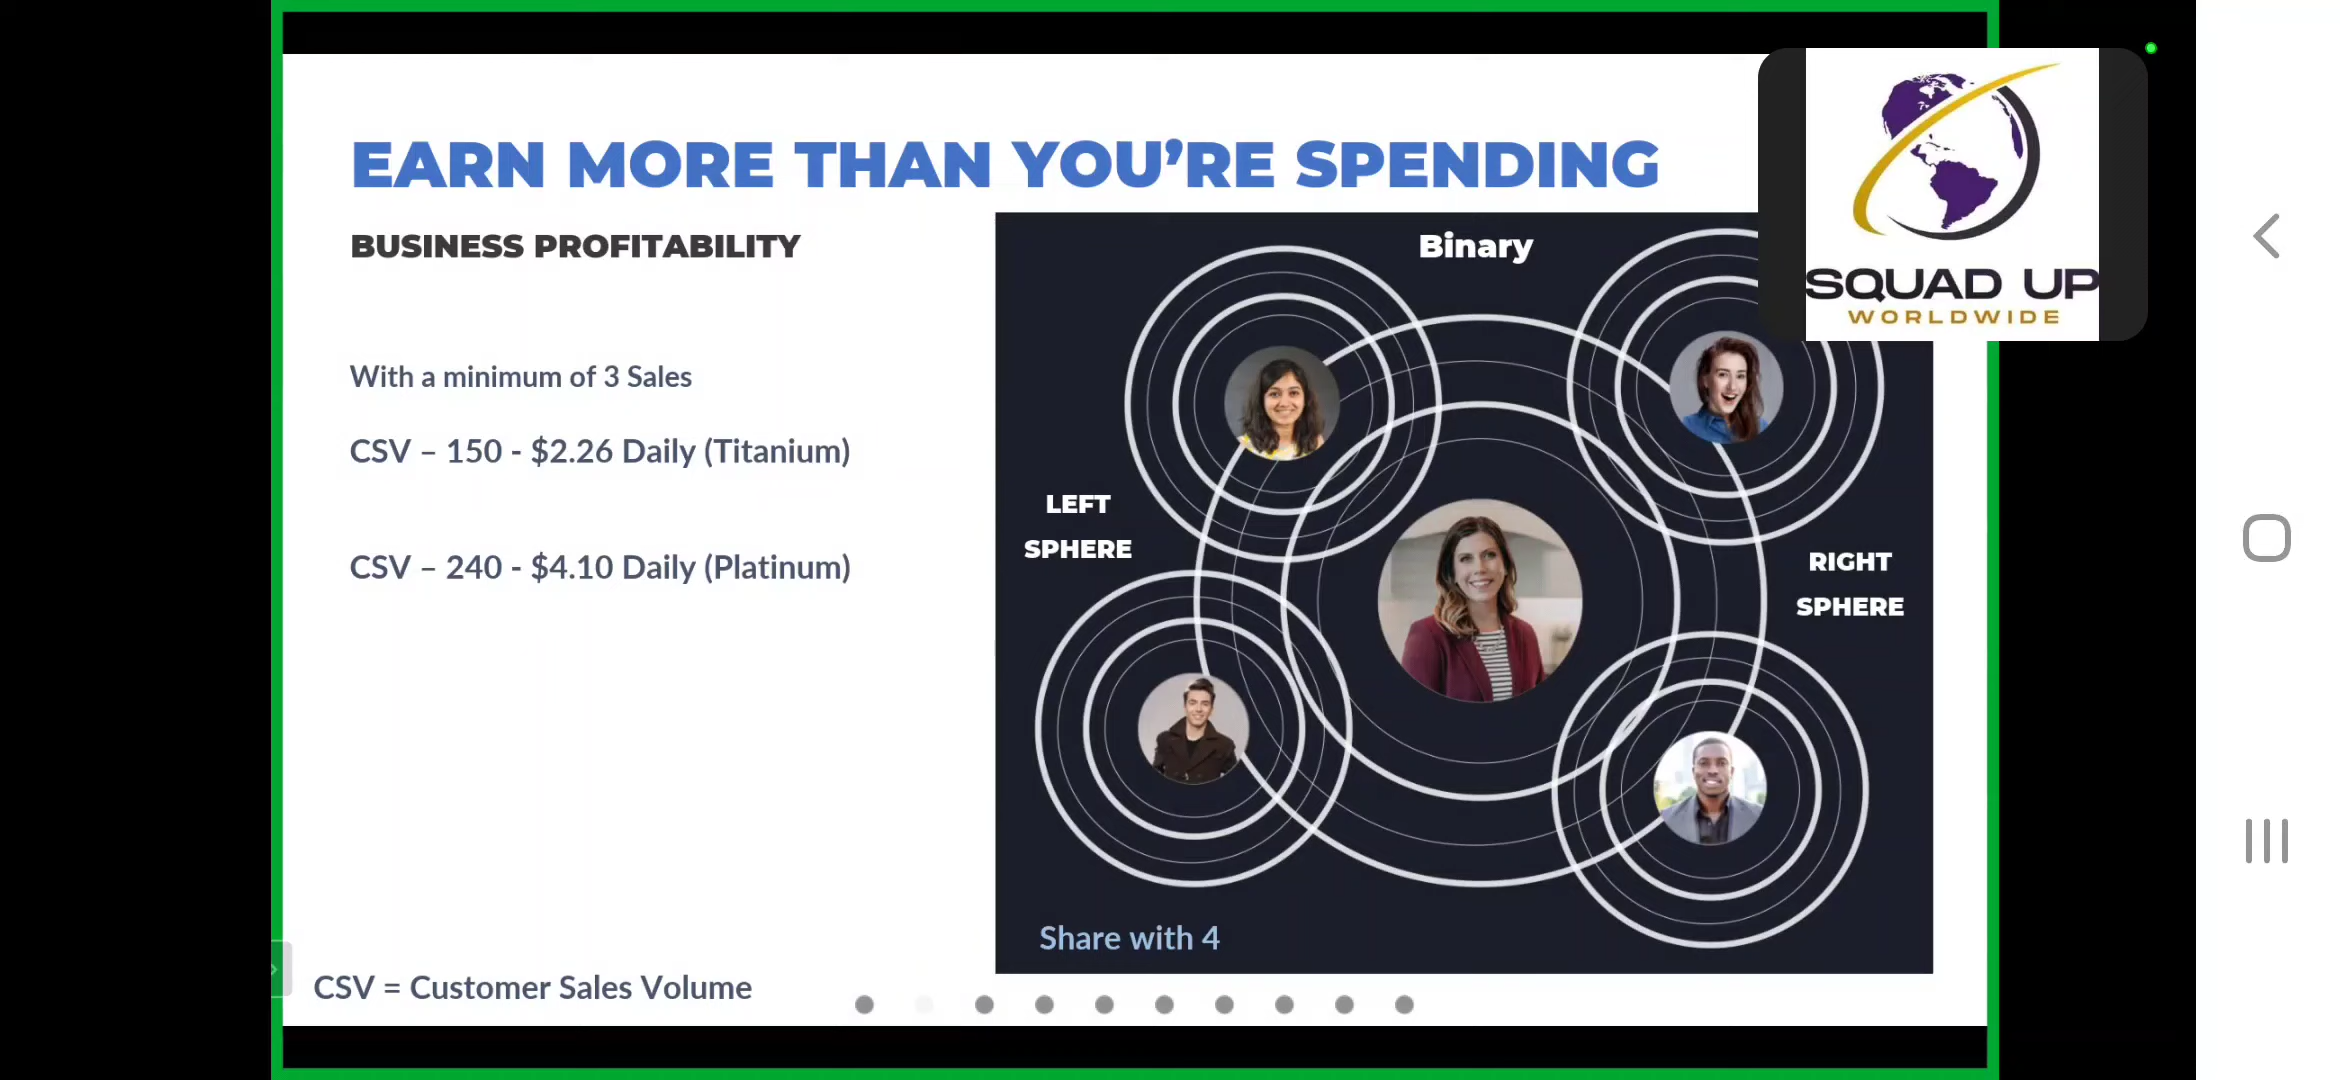 EARN MORE THAN YOU'RE SPENDING
BUSINESS PROFITABILITY
With a minimum of 3 Sales
CSV – 150 - $2.26 Daily (Titanium)
CSV – 240 - $4.10 Daily (Platinum)
CSV = Customer Sales Volume
Binary
LEFT
SPHERE
RIGHT
SPHERE
Share with 4
SQUAD UP
WORLDWIDE